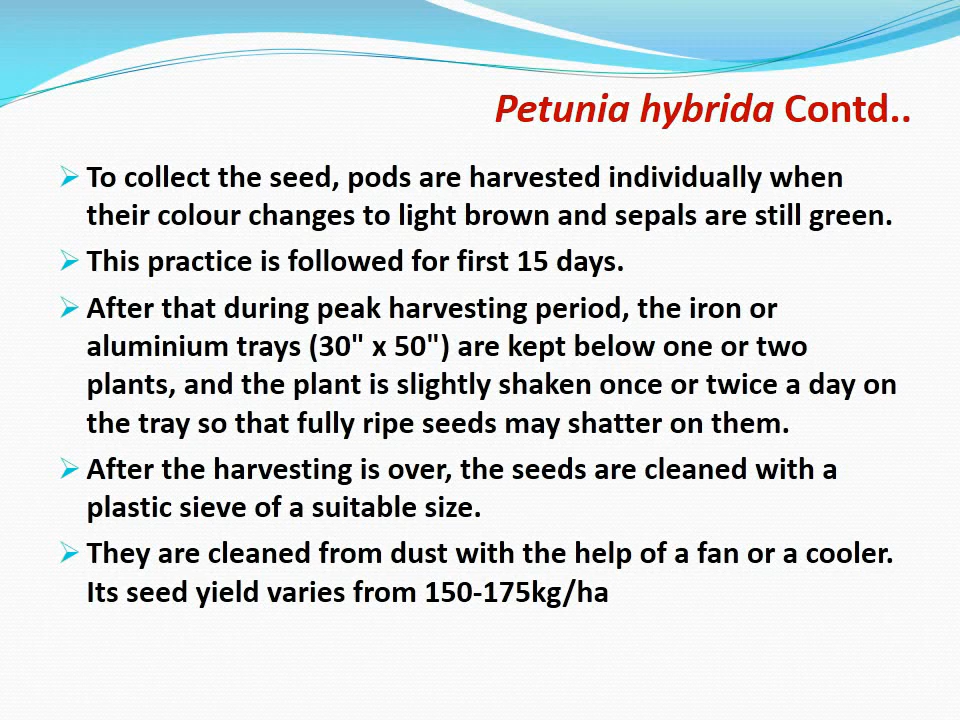 Petunia hybrida Contd..
To collect the seed, pods are harvested individually when
their colour changes to light brown and sepals are still green.
This practice is followed for first 15 days.
After that during peak harvesting period, the iron or
aluminium trays (30" x 50") are kept below one or two
plants, and the plant is slightly shaken once or twice a day on
the tray so that fully ripe seeds may shatter on them.
After the harvesting is over, the seeds are cleaned with a
plastic sieve of a suitable size.
They are cleaned from dust with the help of a fan or a cooler.
Its seed yield varies from 150-175kg/ha